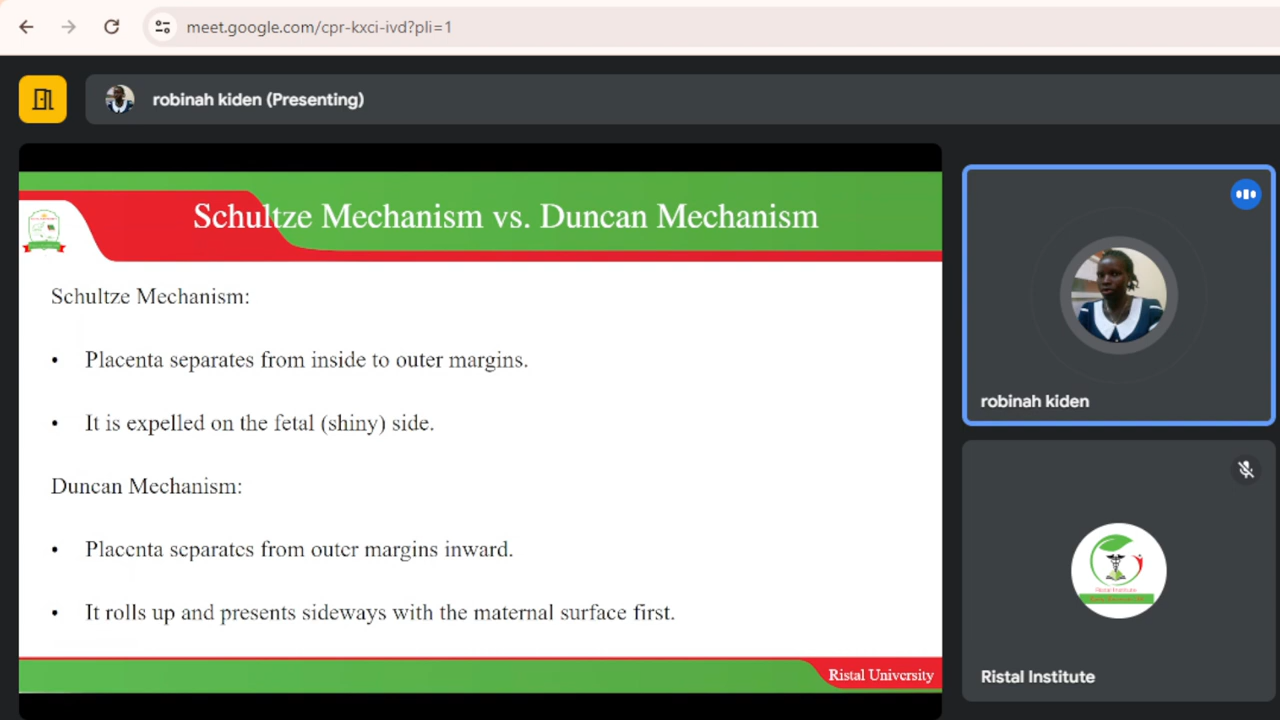 meet.google.com/cpr-kxci-ivd?pli=1
robinah kiden (Presenting)
Schultze Mechanism vs. Duncan Mechanism
Schultze Mechanism:
• Placenta separates from inside to outer margins.
• It is expelled on the fetal (shiny) side.
Duncan Mechanism:
• Placenta separates from outer margins inward.
• It rolls up and presents sideways with the maternal surface first.
Ristal University
robinah kiden
Ristal Institute
Ristal Institute